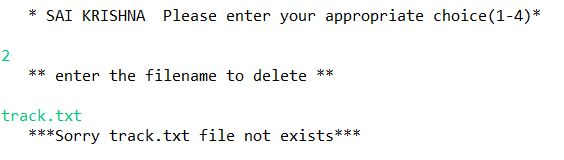 * SAI KRISHNA  Please enter your appropriate choice(1-4)*
2
** enter the filename to delete **
track.txt
***Sorry track.txt file not exists***